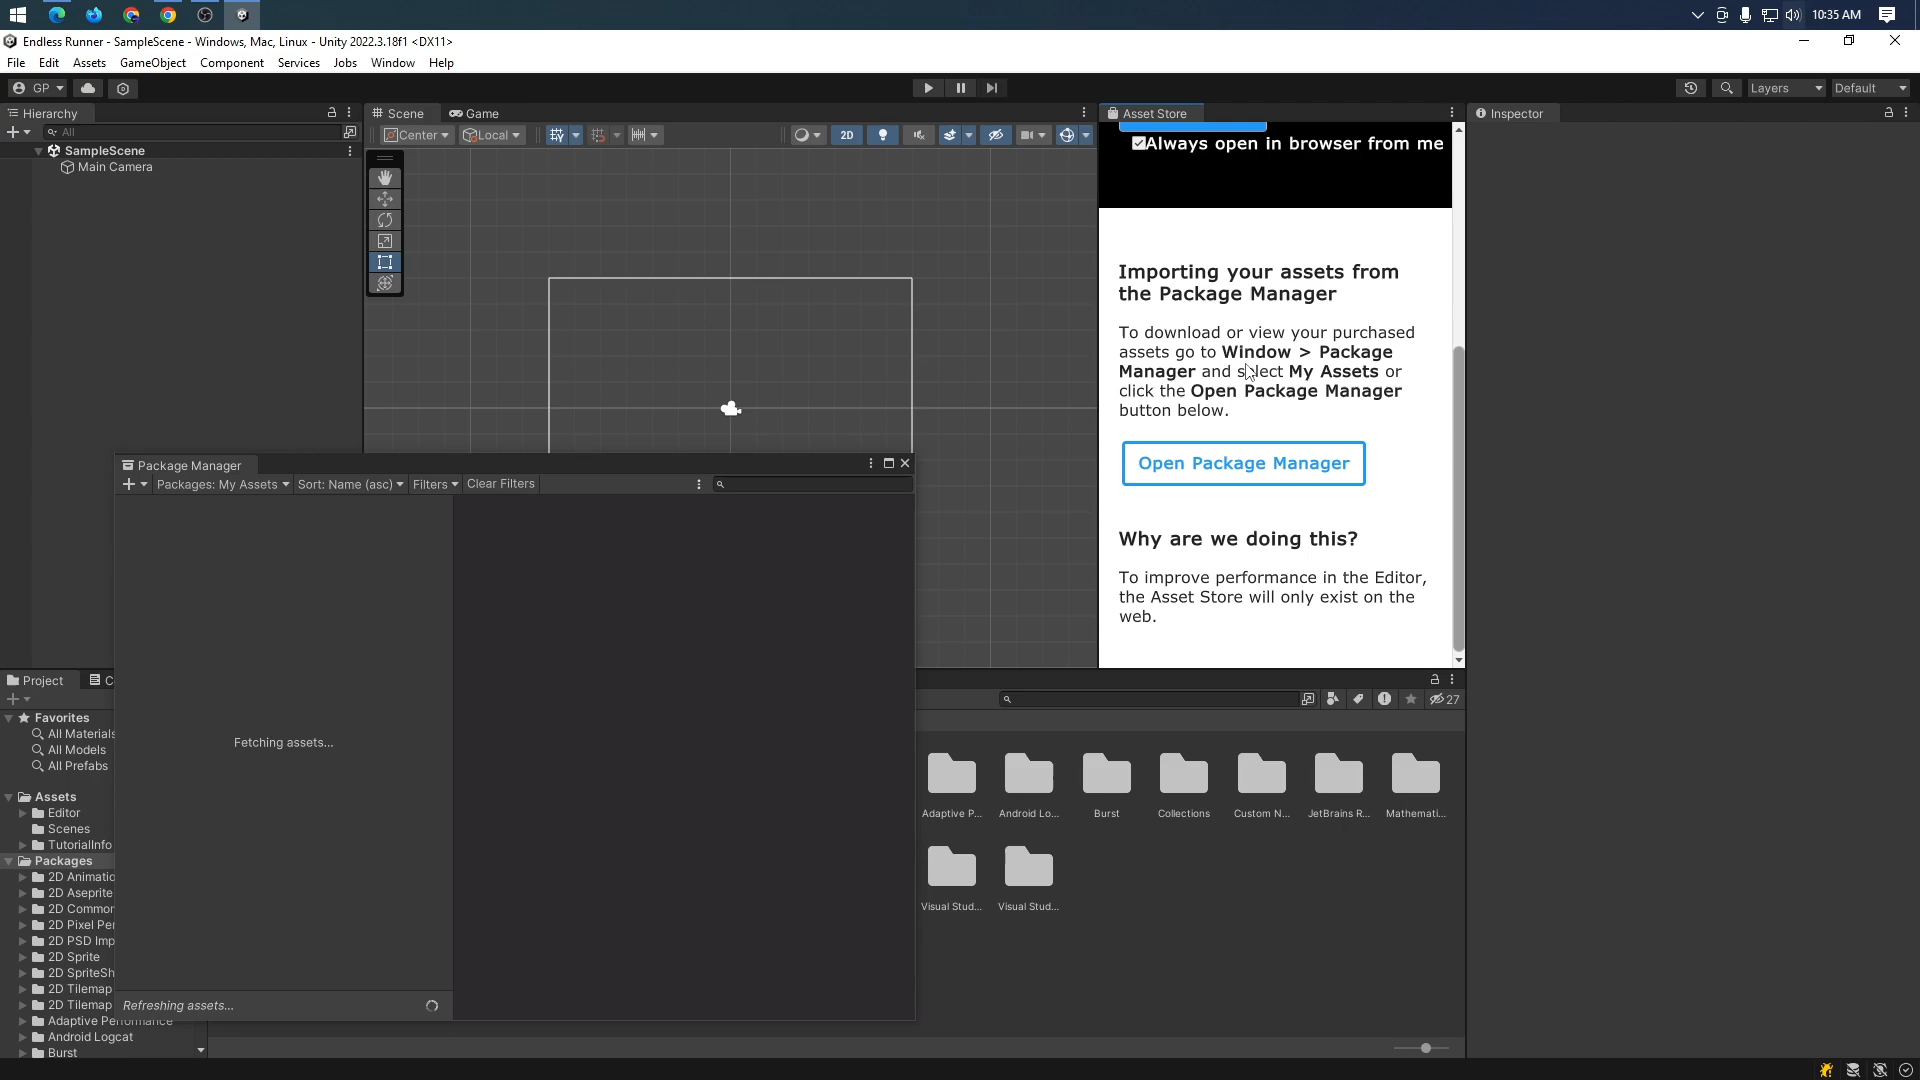 10:35 AM
Endless Runner - SampleScene - Windows, Mac, Linux - Unity 2022.3.18f1 <DX11>
File Edit Assets GameObject Component Services Jobs Window Help
GP
Layers
Default
Hierarchy
All
SampleScene
Main Camera
Scene
Game
Center
Local
2D
Asset Store
Always open in browser from me
Importing your assets from
the Package Manager
To download or view your purchased
assets go to Window > Package
Manager and select My Assets or
click the Open Package Manager
button below.
Open Package Manager
Why are we doing this?
To improve performance in the Editor,
the Asset Store will only exist on the
web.
Inspector
Package Manager
Packages: My Assets
Sort: Name (asc)
Filters
Clear Filters
Fetching assets...
Refreshing assets...
Project
C
27
Favorites
All Materials
All Models
All Prefabs
Assets
Editor
Scenes
TutorialInfo
Packages
2D Animatic
2D Aseprite
2D Common
2D Pixel Per
2D PSD Imp
2D Sprite
2D SpriteSh
2D Tilemap
2D Tilemap
Adaptive Performance
Android Logcat
Burst
Adaptive P...
Android Lo...
Burst
Collections
Custom N...
JetBrains R...
Mathemati...
Visual Stud...
Visual Stud...